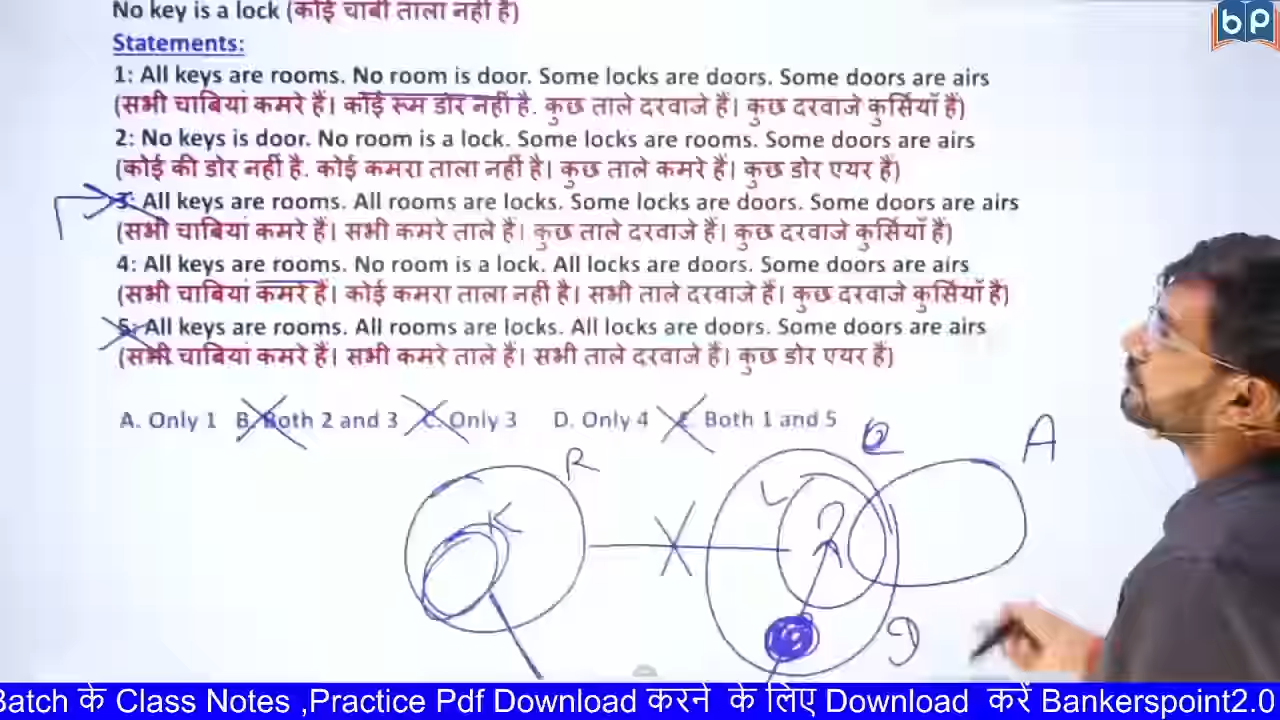 No key is a lock (कोई चाबी ताला नहीं है)
bp
Statements:
1: All keys are rooms. No room is door. Some locks are doors. Some doors are airs
(सभी चाबियां कमरे हैं। कोई रूम डोर नहीं है. कुछ ताले दरवाजे हैं। कुछ दरवाजे कुर्सियाँ हैं)
2: No keys is door. No room is a lock. Some locks are rooms. Some doors are airs
(कोई की डोर नहीं है. कोई कमरा ताला नहीं है। कुछ ताले कमरे हैं। कुछ डोर एयर है)
3: All keys are rooms. All rooms are locks. Some locks are doors. Some doors are airs
(सभी चाबियां कमरे हैं। सभी कमरे ताले हैं। कुछ ताले दरवाजे हैं। कुछ दरवाजे कुर्सियाँ हैं)
4: All keys are rooms. No room is a lock. All locks are doors. Some doors are airs
(सभी चाबियां कमरे हैं। कोई कमरा ताला नहीं है। सभी ताले दरवाजे हैं। कुछ दरवाजे कुर्सियाँ हैं)
5: All keys are rooms. All rooms are locks. All locks are doors. Some doors are airs
(सभी चाबियां कमरे हैं। सभी कमरे ताले हैं। सभी ताले दरवाजे हैं। कुछ डोर एयर हैं)
A. Only 1 B. Both 2 and 3 C. Only 3 D. Only 4 E. Both 1 and 5
R A
K L
D
Batch के Class Notes ,Practice Pdf Download करने के लिए Download करें Bankerspoint2.0